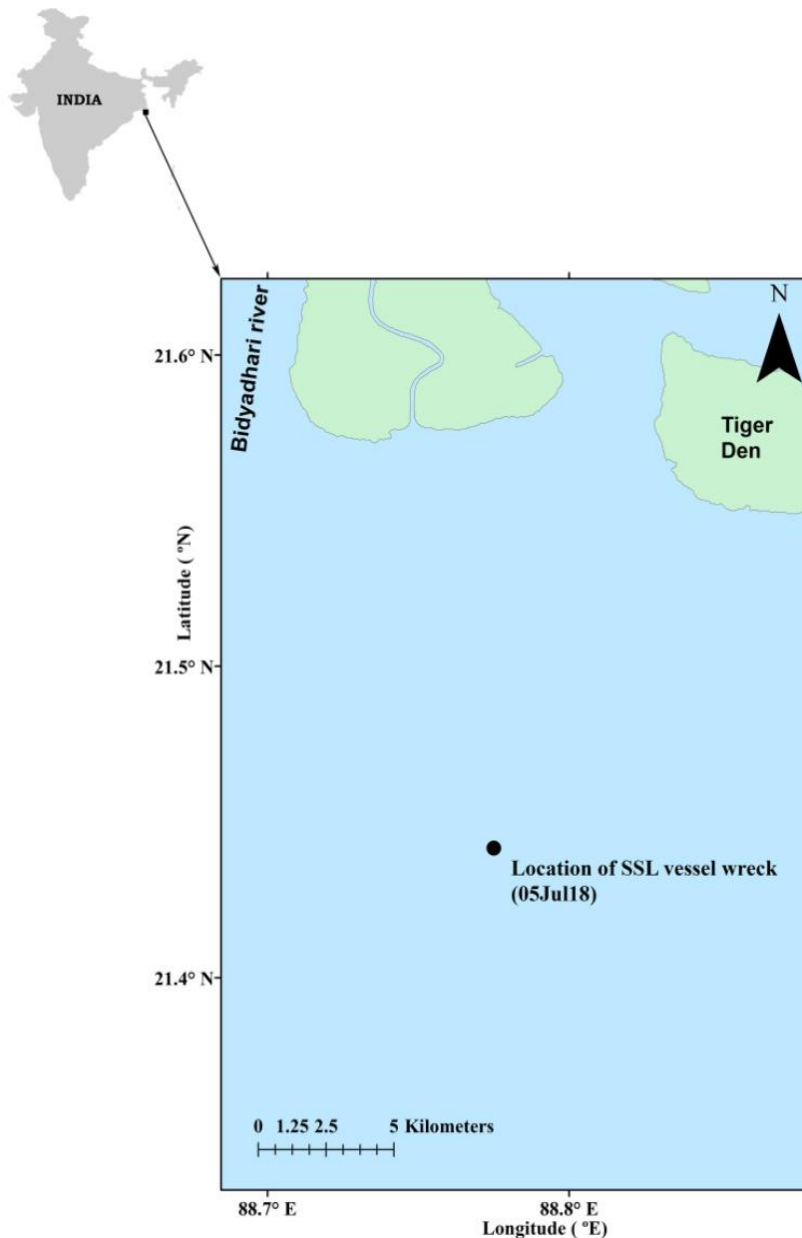 INDIA
N
Bidyadhari river
21.6° N
Tiger
Den
Latitude ( °N)
21.5° N
Location of SSL vessel wreck
(05Jul18)
21.4° N
0 1.25 2.5 5 Kilometers
88.7° E 88.8° E
Longitude ( °E)